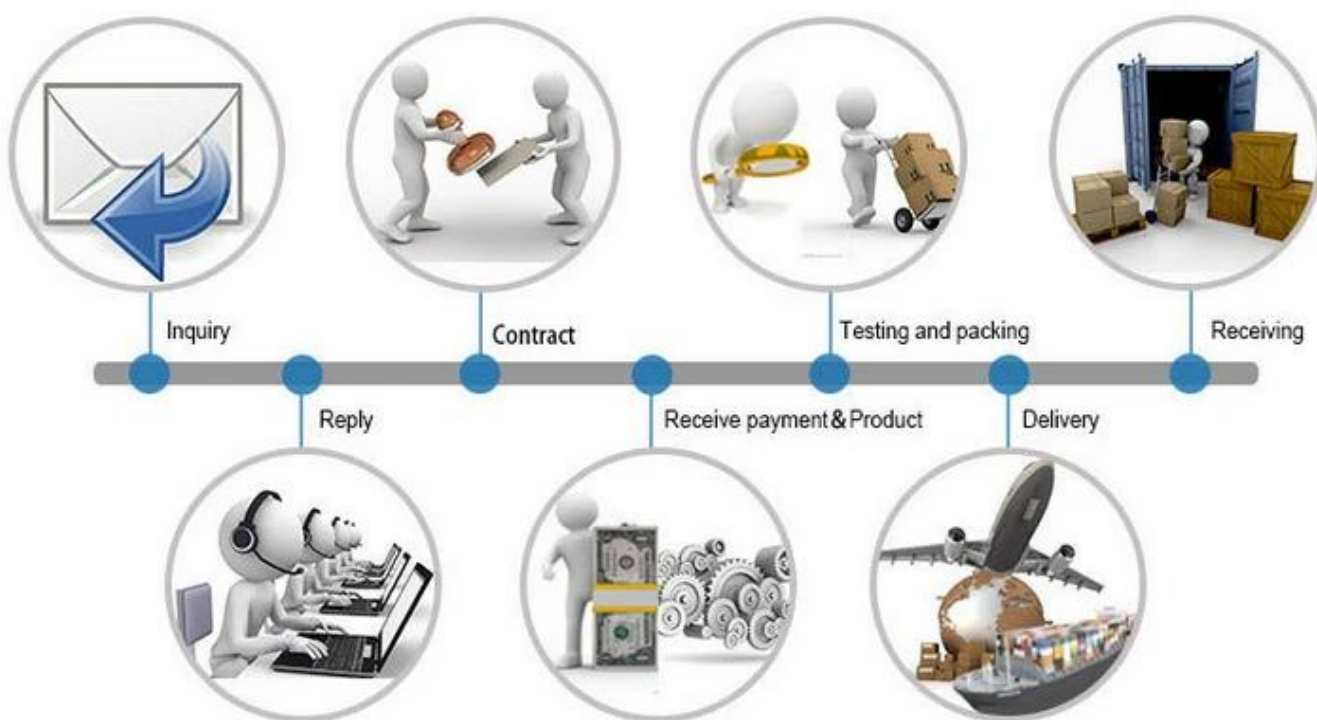 Inquiry
Contract
Testing and packing
Receiving
Reply
Receive payment & Product
Delivery